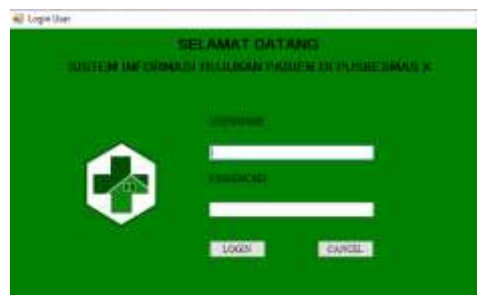 Login User
SELAMAT DATANG
SISTEM INFORMASI RUJUKAN PASIEN DI PUSKESMAS X
USERNAME
PASSWORD
LOGIN
CANCEL